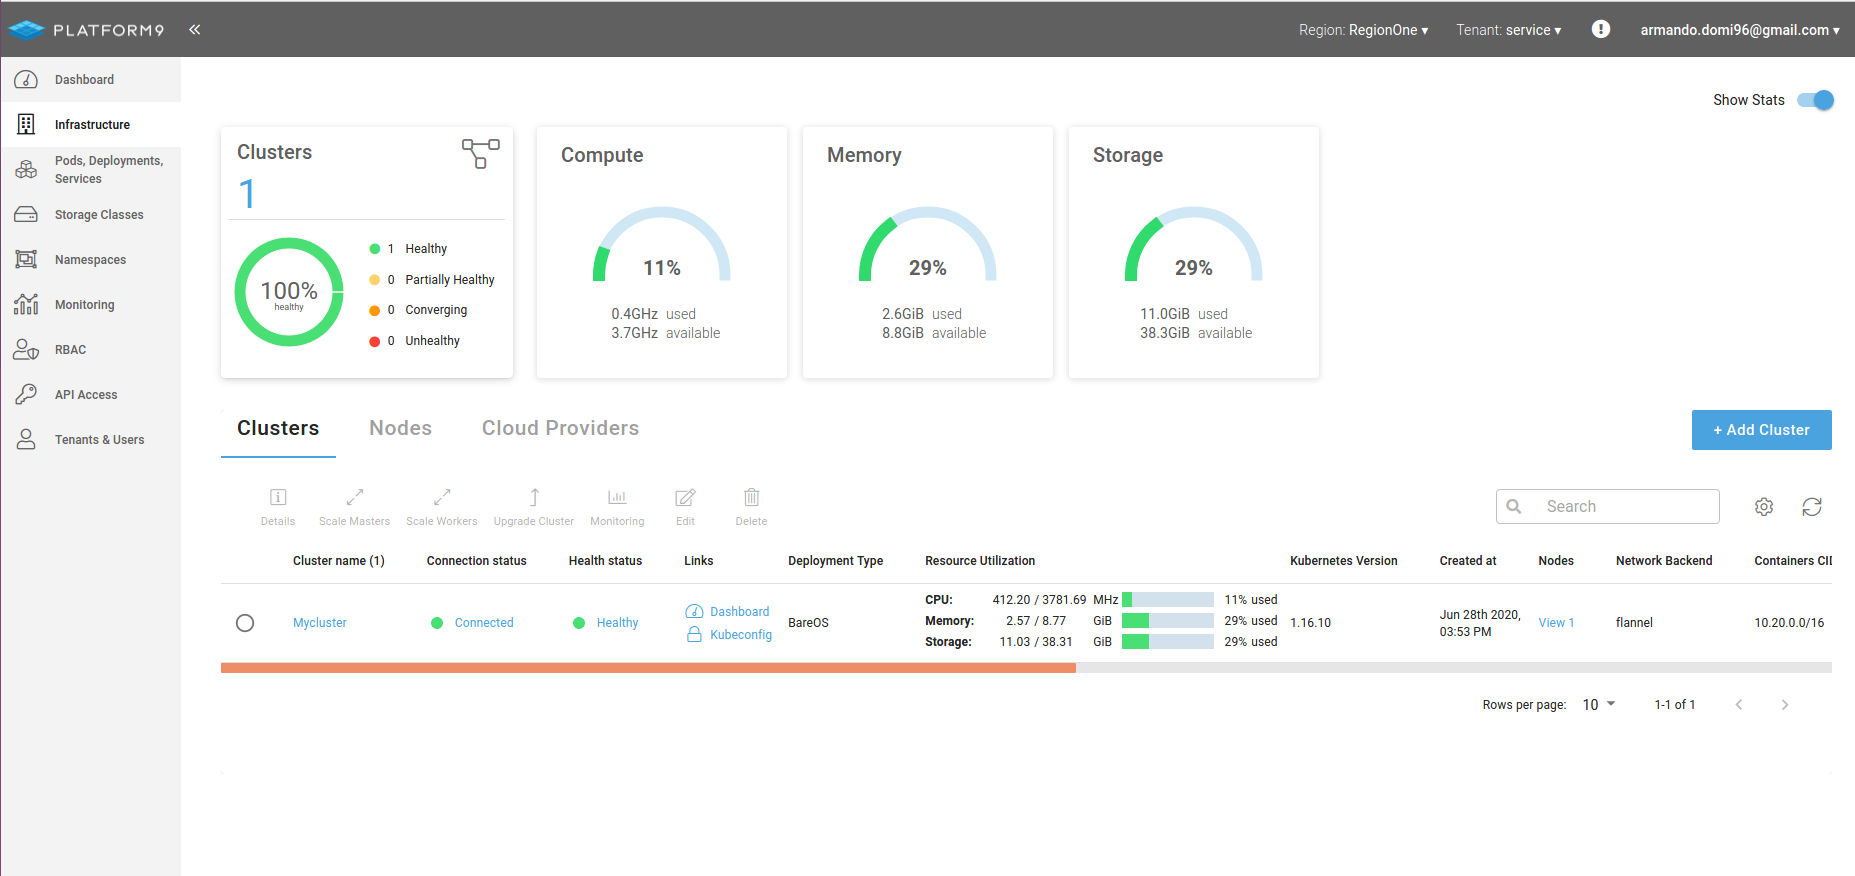 PLATFORM9 «
Region: RegionOne ▾ Tenant: service ▾ armando.domi96@gmail.com ▾
Dashboard
Infrastructure
Pods, Deployments,
Services
Storage Classes
Namespaces
Monitoring
RBAC
API Access
Tenants & Users
Show Stats
Clusters
1
100%
healthy
1 Healthy
0 Partially Healthy
0 Converging
0 Unhealthy
Compute
11%
0.4GHz used
3.7GHz available
Memory
29%
2.6GiB used
8.8GiB available
Storage
29%
11.0GiB used
38.3GiB available
Clusters Nodes Cloud Providers
+ Add Cluster
Details Scale Masters Scale Workers Upgrade Cluster Monitoring Edit Delete
Search
Cluster name (1) Connection status Health status Links Deployment Type Resource Utilization Kubernetes Version Created at Nodes Network Backend Containers CID
Mycluster Connected Healthy
Dashboard
Kubeconfig
BareOS
CPU: 412.20 / 3781.69 MHz 11% used
Memory: 2.57 / 8.77 GiB 29% used
Storage: 11.03 / 38.31 GiB 29% used
1.16.10
Jun 28th 2020,
03:53 PM
View 1
flannel
10.20.0.0/16
Rows per page: 10 1-1 of 1